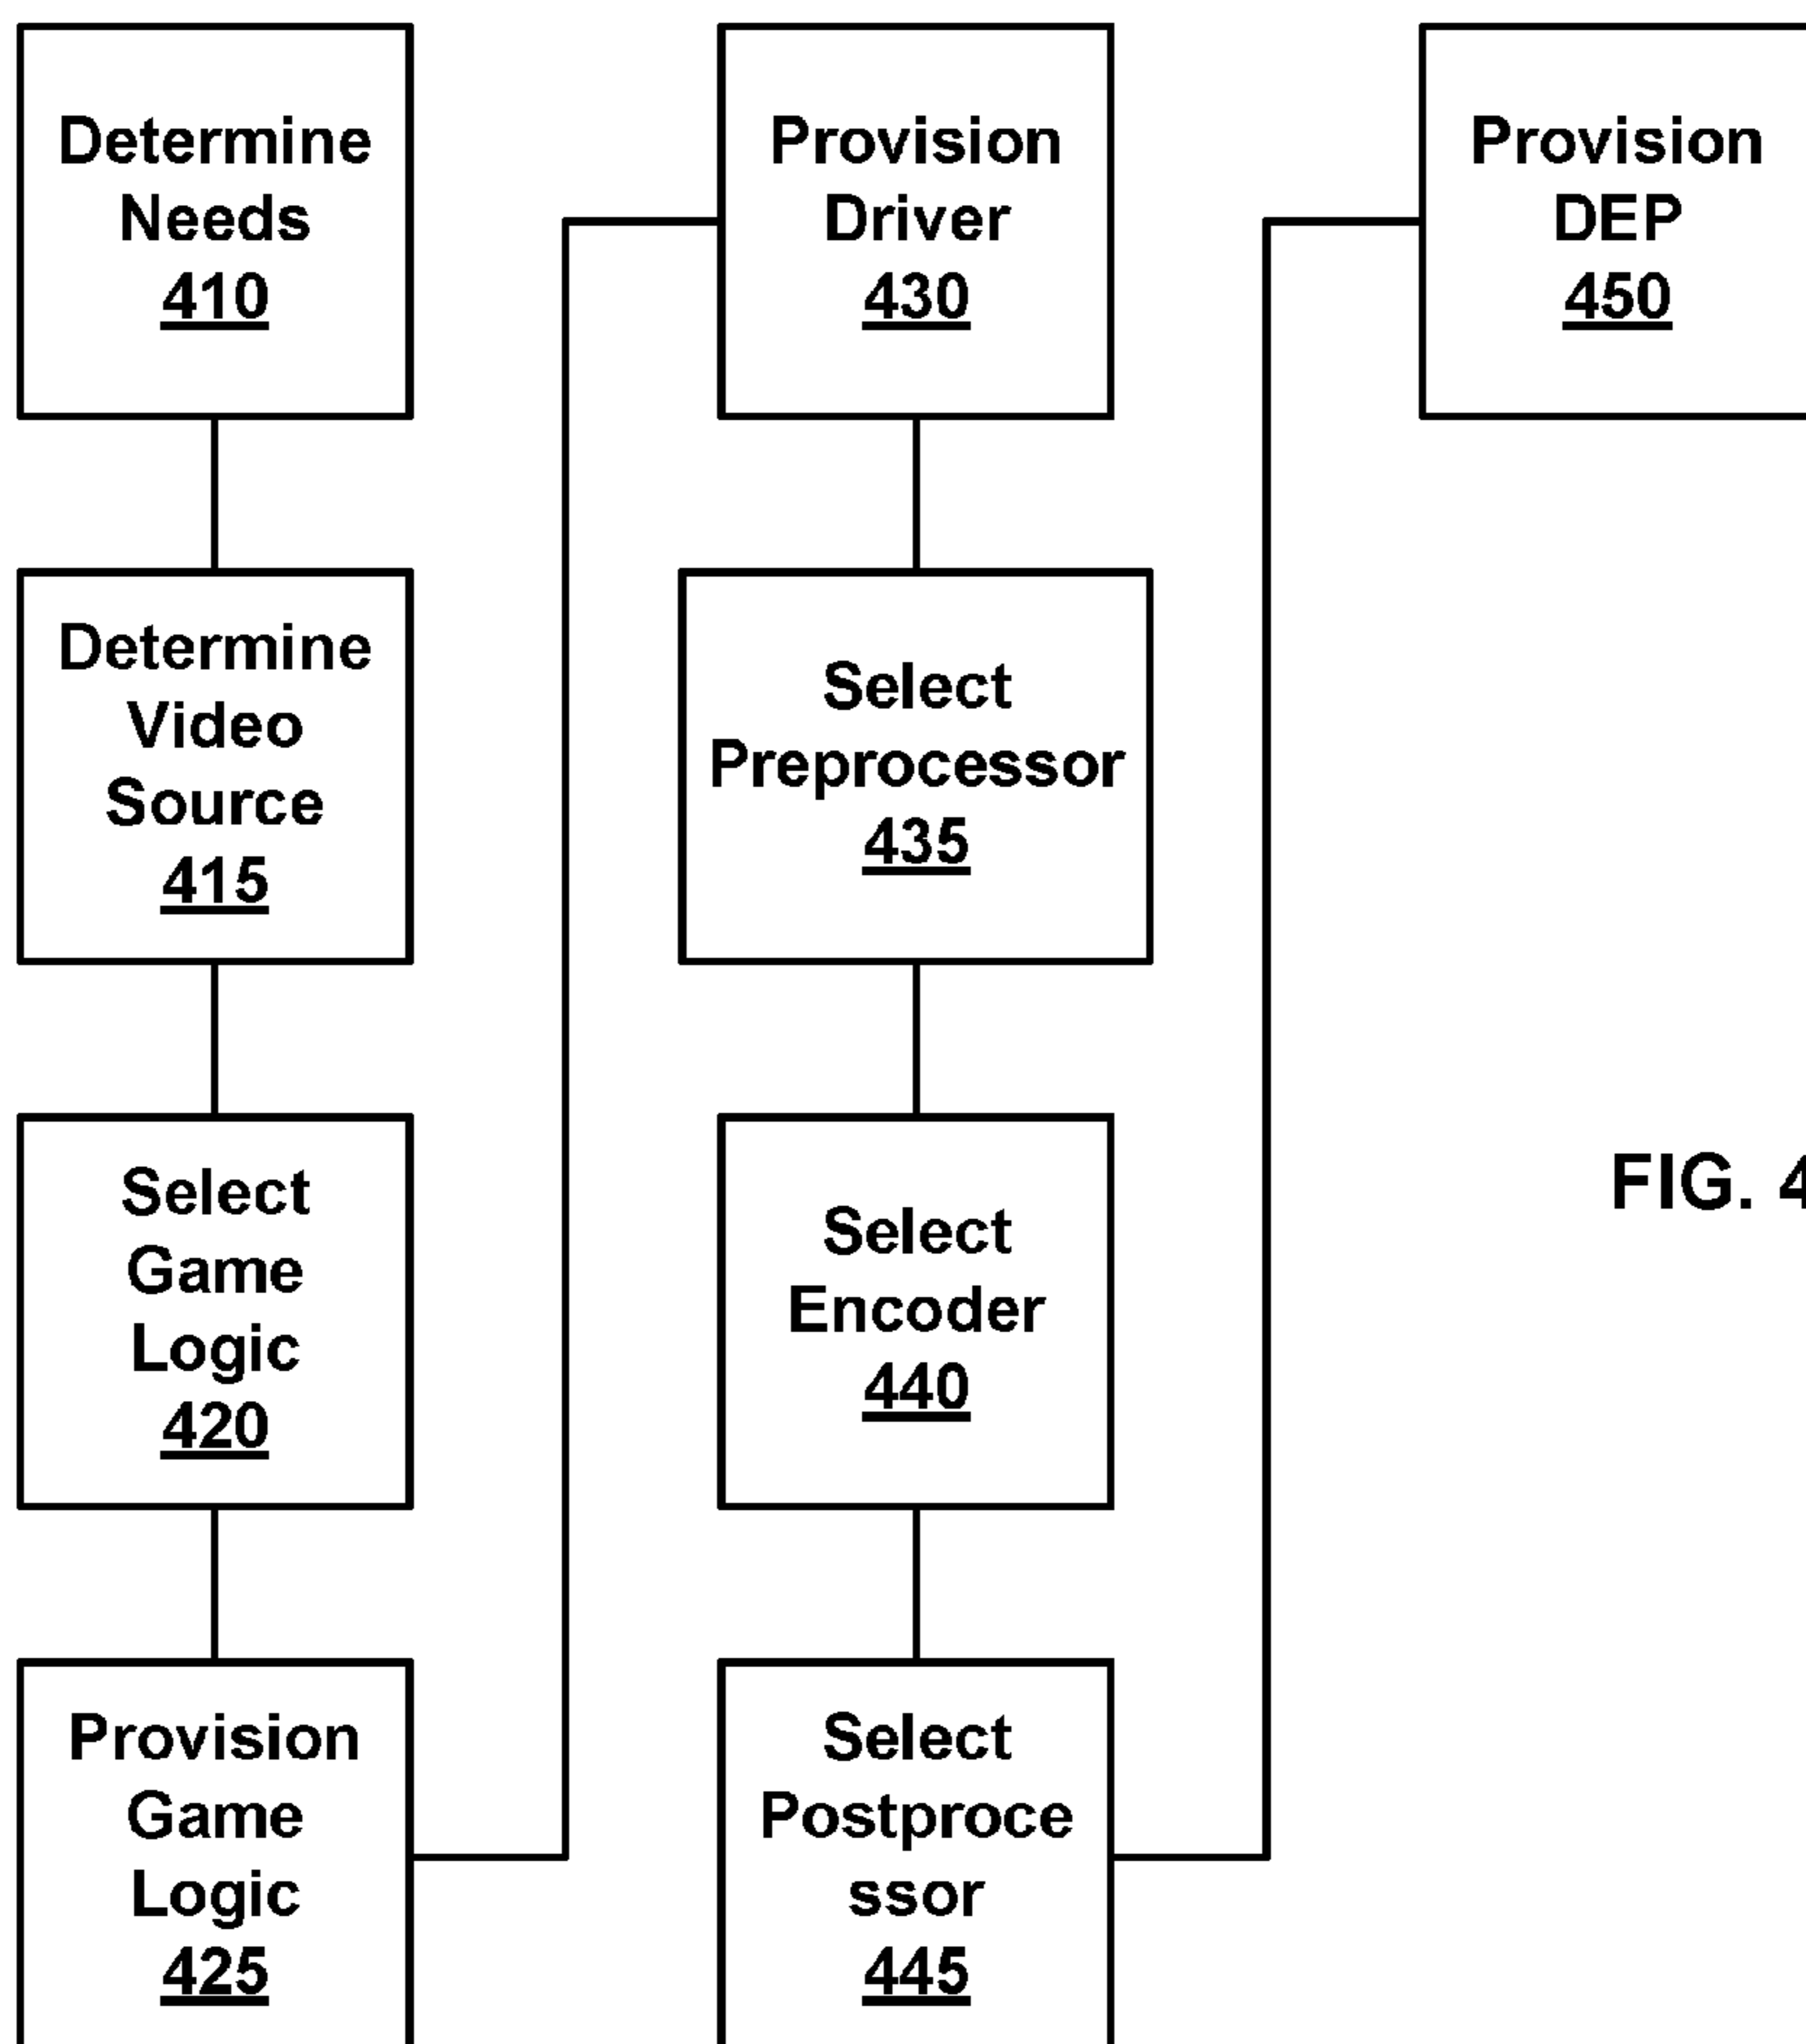 Determine
Needs
410
Determine
Video
Source
415
Select
Game
Logic
420
Provision
Game
Logic
425
Provision
Driver
430
Select
Preprocessor
435
Select
Encoder
440
Select
Postproce
ssor
445
Provision
DEP
450
FIG. 4